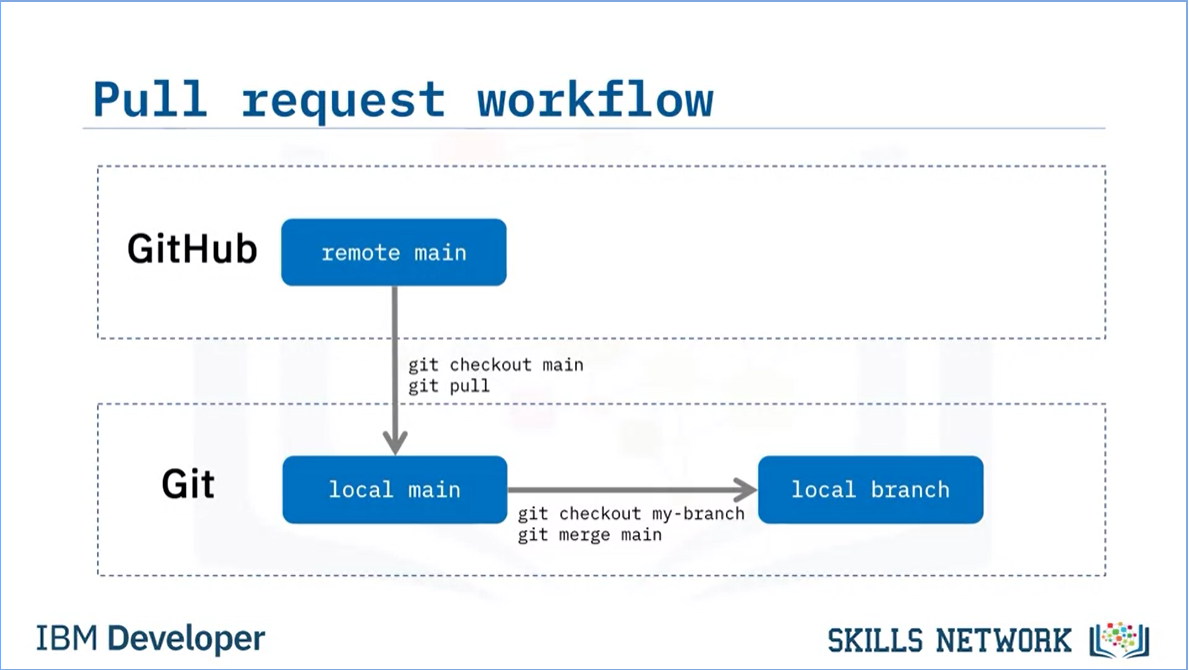 Pull request workflow
GitHub
remote main
git checkout main
git pull
Git
local main
local branch
git checkout my-branch
git merge main
IBM Developer
SKILLS NETWORK